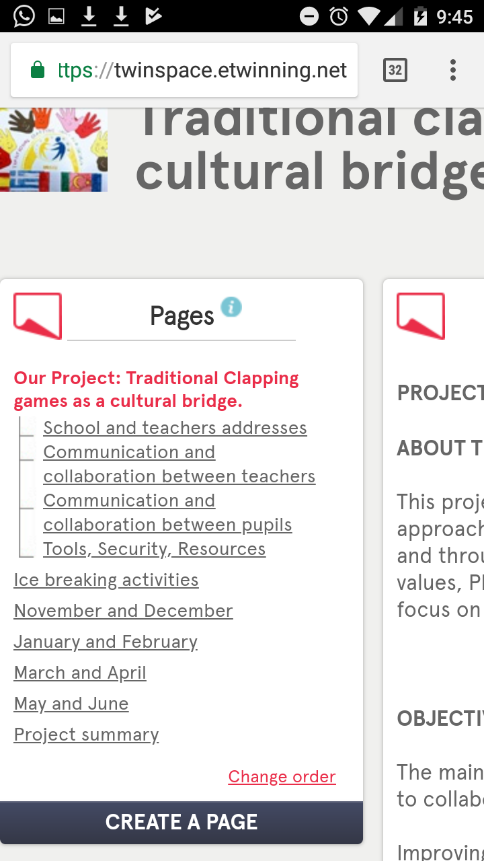 9:45
ttps://twinspace.etwinning.net
32
Traditional cla
cultural bridge
Pages i
Our Project: Traditional Clapping
games as a cultural bridge.
School and teachers addresses
Communication and
collaboration between teachers
Communication and
collaboration between pupils
Tools, Security, Resources
Ice breaking activities
November and December
January and February
March and April
May and June
Project summary
Change order
CREATE A PAGE
PROJECT
ABOUT T
This proje
approach
and throu
values, Pl
focus on
OBJECTIV
The main
to collab
Improving